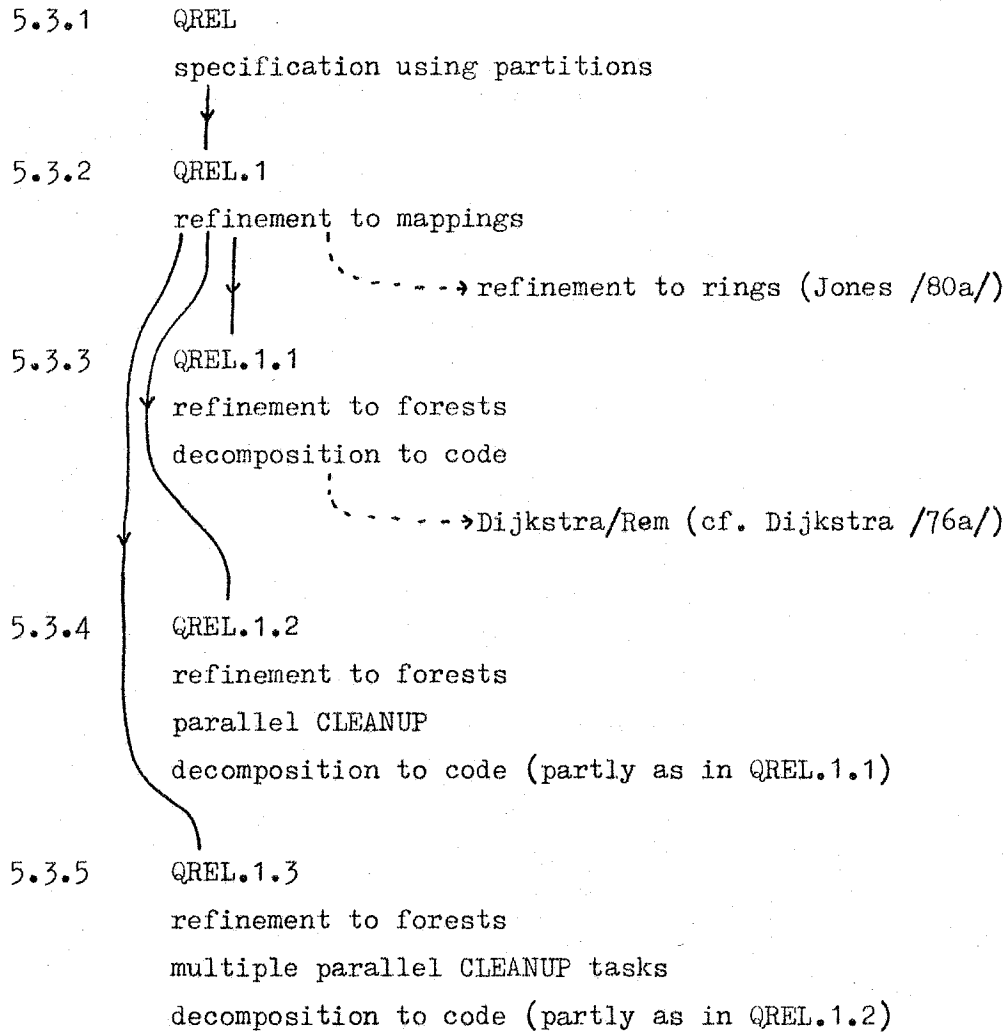 5.3.1 QREL
specification using partitions
5.3.2 QREL.1
refinement to mappings
refinement to rings (Jones /80a/)
5.3.3 QREL.1.1
refinement to forests
decomposition to code
Dijkstra/Rem (cf. Dijkstra /76a/)
5.3.4 QREL.1.2
refinement to forests
parallel CLEANUP
decomposition to code (partly as in QREL.1.1)
5.3.5 QREL.1.3
refinement to forests
multiple parallel CLEANUP tasks
decomposition to code (partly as in QREL.1.2)